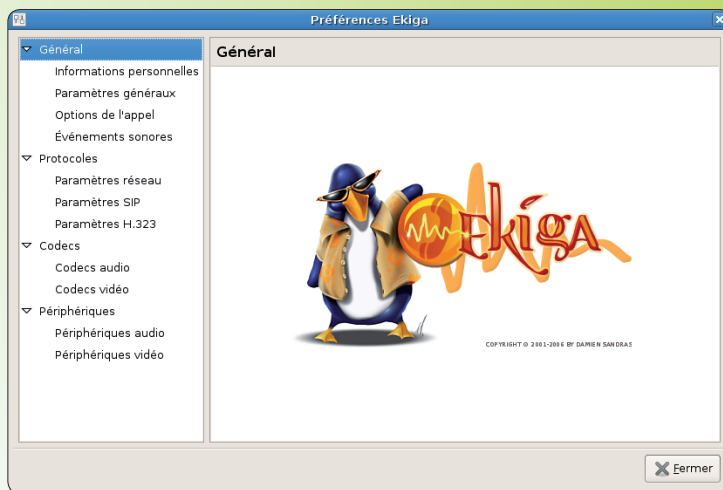 Préférences Ekiga
Général
Informations personnelles
Paramètres généraux
Options de l'appel
Événements sonores
Protocoles
Paramètres réseau
Paramètres SIP
Paramètres H.323
Codecs
Codecs audio
Codecs vidéo
Périphériques
Périphériques audio
Périphériques vidéo
Général
Ekiga
COPYRIGHT © 2001-2006 BY DAMIEN SANDRAS
Fermer